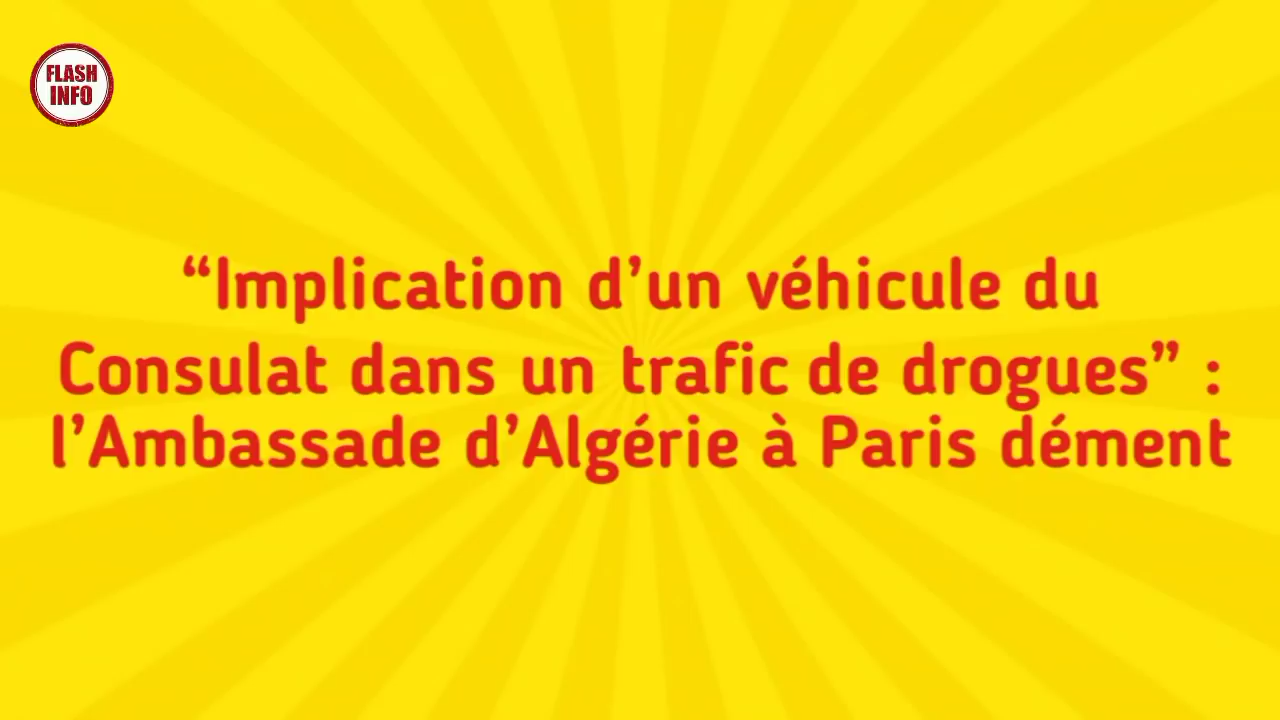 FLASH
INFO
“Implication d’un véhicule du
Consulat dans un trafic de drogues” :
l’Ambassade d’Algérie à Paris dément